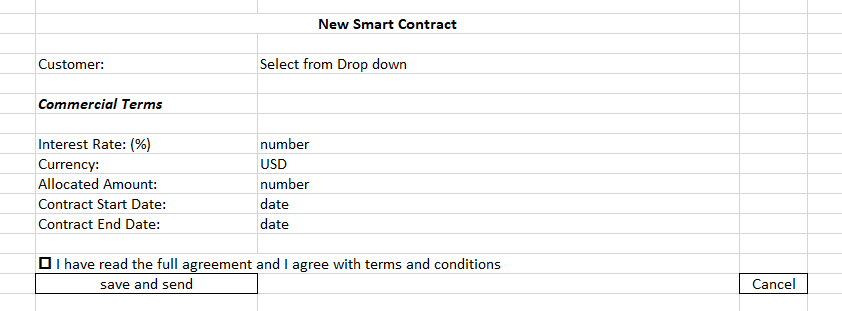 New Smart Contract
Customer: Select from Drop down
Commercial Terms
Interest Rate: (%) number
Currency: USD
Allocated Amount: number
Contract Start Date: date
Contract End Date: date
I have read the full agreement and I agree with terms and conditions
save and send Cancel